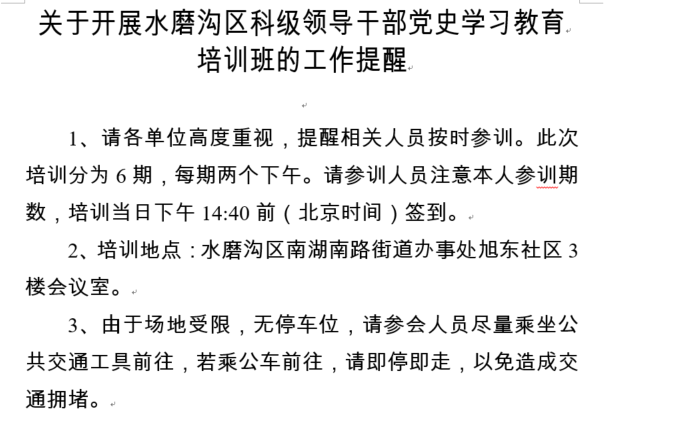 关于开展水磨沟区科级领导干部党史学习教育
培训班的工作提醒
1、请各单位高度重视，提醒相关人员按时参训。此次
培训分为 6 期，每期两个下午。请参训人员注意本人参训期
数，培训当日下午 14:40 前（北京时间）签到。
2、培训地点：水磨沟区南湖南路街道办事处旭东社区 3
楼会议室。
3、由于场地受限，无停车位，请参会人员尽量乘坐公
共交通工具前往，若乘公车前往，请即停即走，以免造成交
通拥堵。